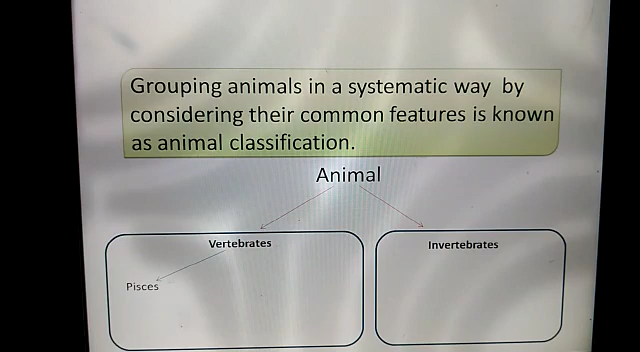 Grouping animals in a systematic way by
considering their common features is known
as animal classification.
Animal
Vertebrates
Invertebrates
Pisces